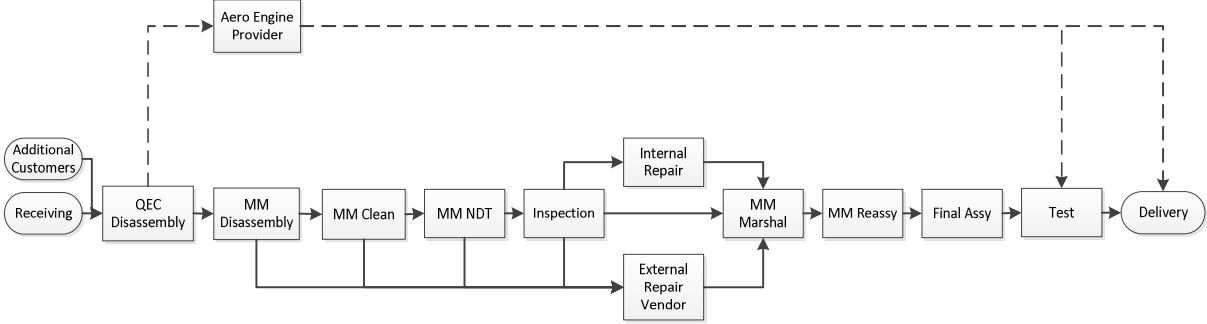 Aero Engine
Provider
Additional
Customers
Receiving
QEC
Disassembly
MM
Disassembly
MM Clean
MM NDT
Inspection
Internal
Repair
External
Repair
Vendor
MM
Marshal
MM Reassy
Final Assy
Test
Delivery